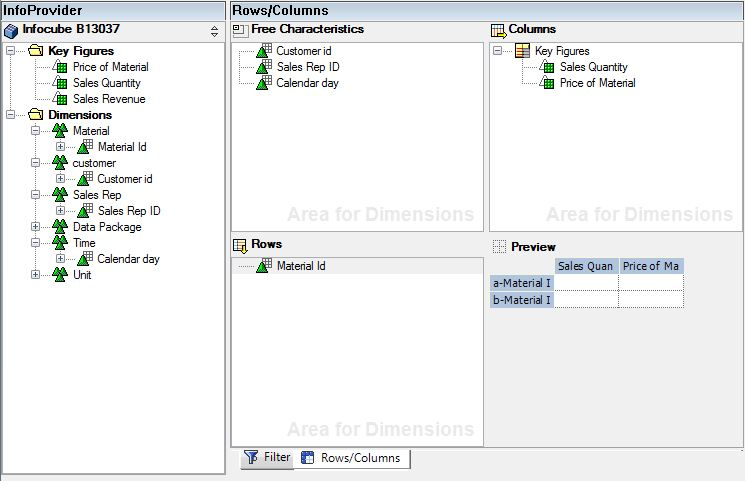 InfoProvider
Infocube B13037
Key Figures
Price of Material
Sales Quantity
Sales Revenue
Dimensions
Material
Material Id
customer
Customer id
Sales Rep
Sales Rep ID
Data Package
Time
Calendar day
Unit
Rows/Columns
Free Characteristics
Customer id
Sales Rep ID
Calendar day
Area for Dimensions
Columns
Key Figures
Sales Quantity
Price of Material
Area for Dimensions
Rows
Material Id
Area for Dimensions
Preview
Sales Quan Price of Ma
a-Material I
b-Material I
Filter Rows/Columns